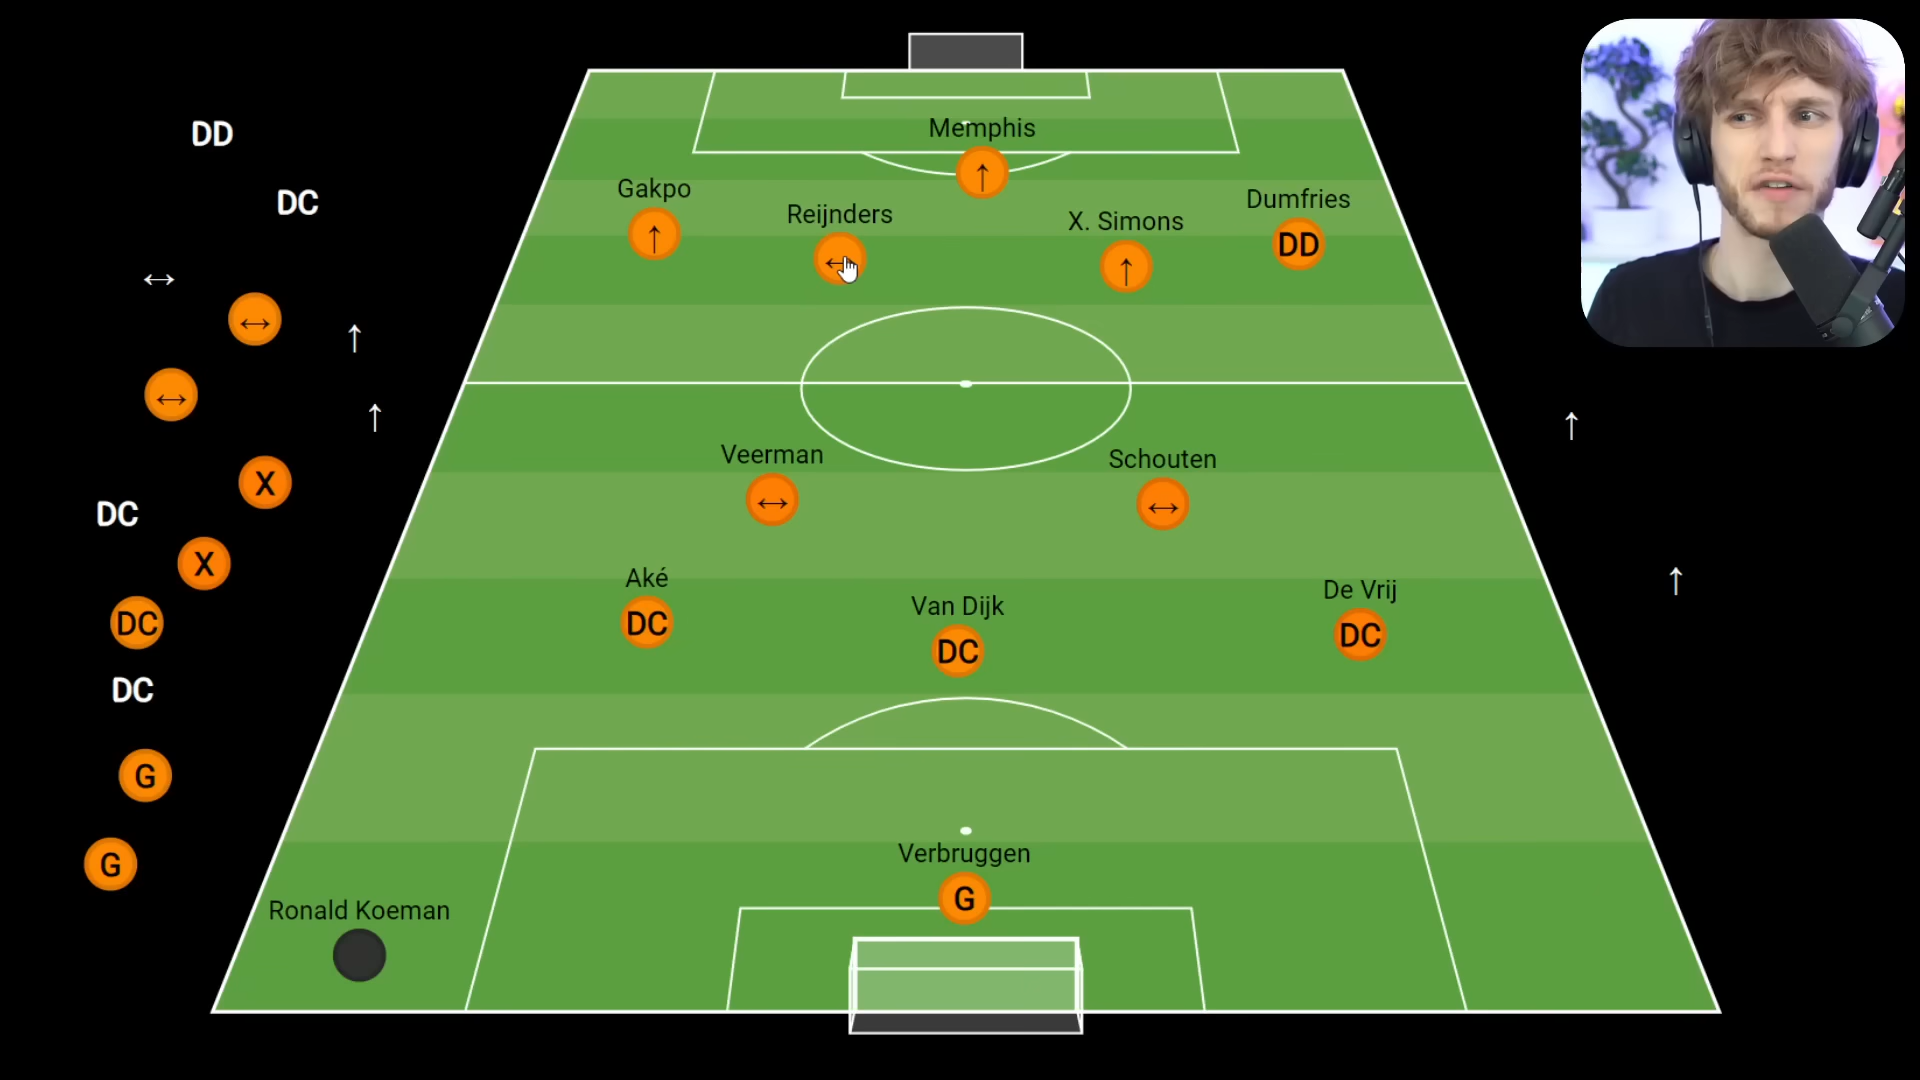 DD
DC
↔
↔
↑
↔
↑
X
DC
X
DC
DC
G
G
Memphis
↑
Gakpo
↑
Reijnders
↔
X. Simons
↑
Dumfries
DD
↑
↑
Veerman
↔
Schouten
↔
Aké
DC
Van Dijk
DC
De Vrij
DC
Verbruggen
G
Ronald Koeman